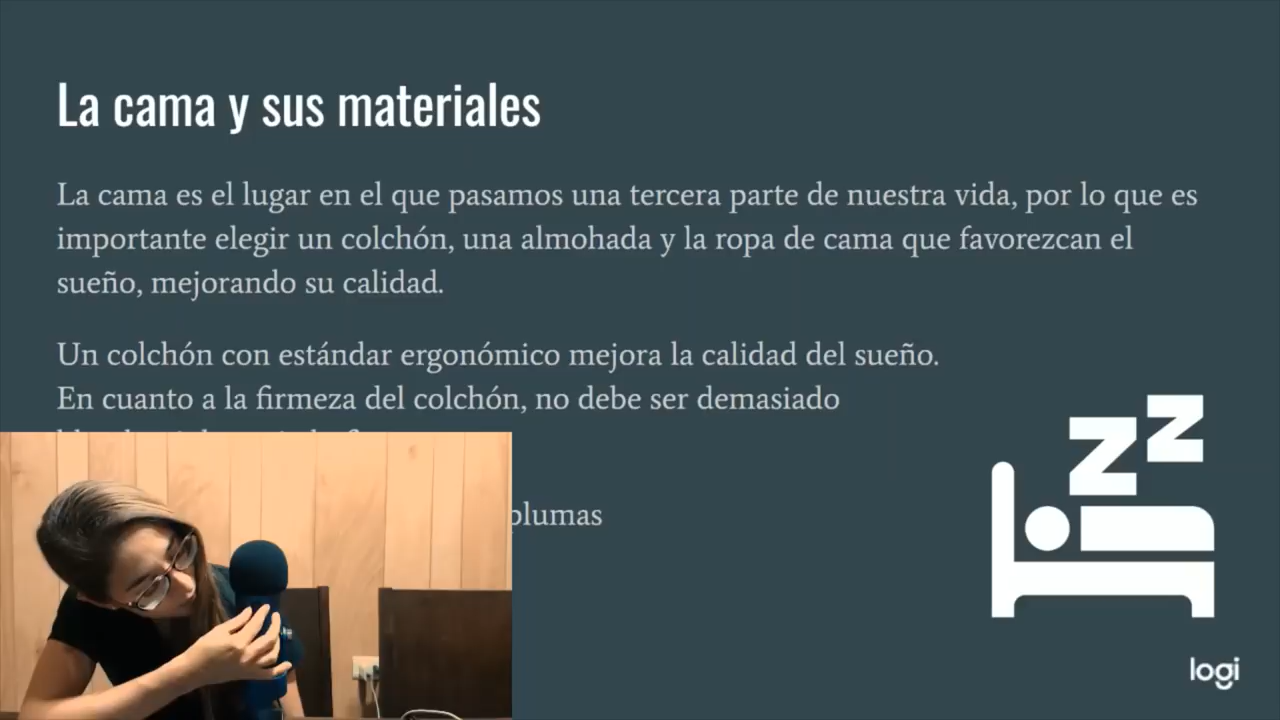 La cama y sus materiales
La cama es el lugar en el que pasamos una tercera parte de nuestra vida, por lo que es
importante elegir un colchón, una almohada y la ropa de cama que favorezcan el
sueño, mejorando su calidad.
Un colchón con estándar ergonómico mejora la calidad del sueño.
En cuanto a la firmeza del colchón, no debe ser demasiado
plumas
zz
logi